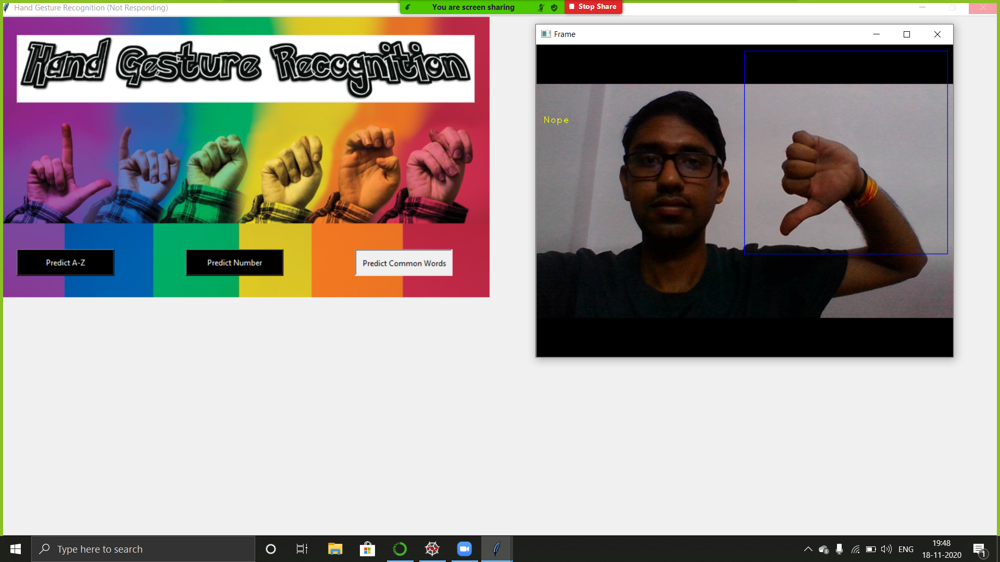 Hand Gesture Recognition (Not Responding)
You are screen sharing
Stop Share
Hand Gesture Recognition
Predict A-Z
Predict Number
Predict Common Words
Frame
Nope
Type here to search
ENG
19:48
18-11-2020
1